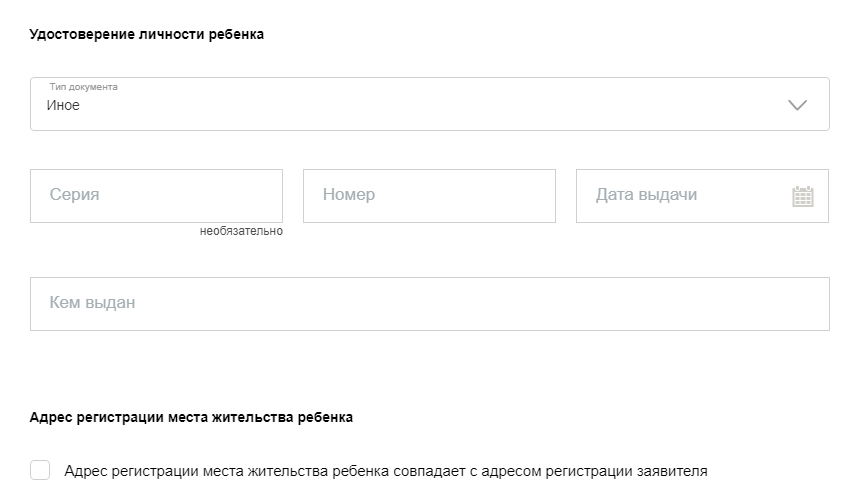 Удостоверение личности ребенка
Тип документа
Иное
Серия
Номер
Дата выдачи
необязательно
Кем выдан
Адрес регистрации места жительства ребенка
Адрес регистрации места жительства ребенка совпадает с адресом регистрации заявителя